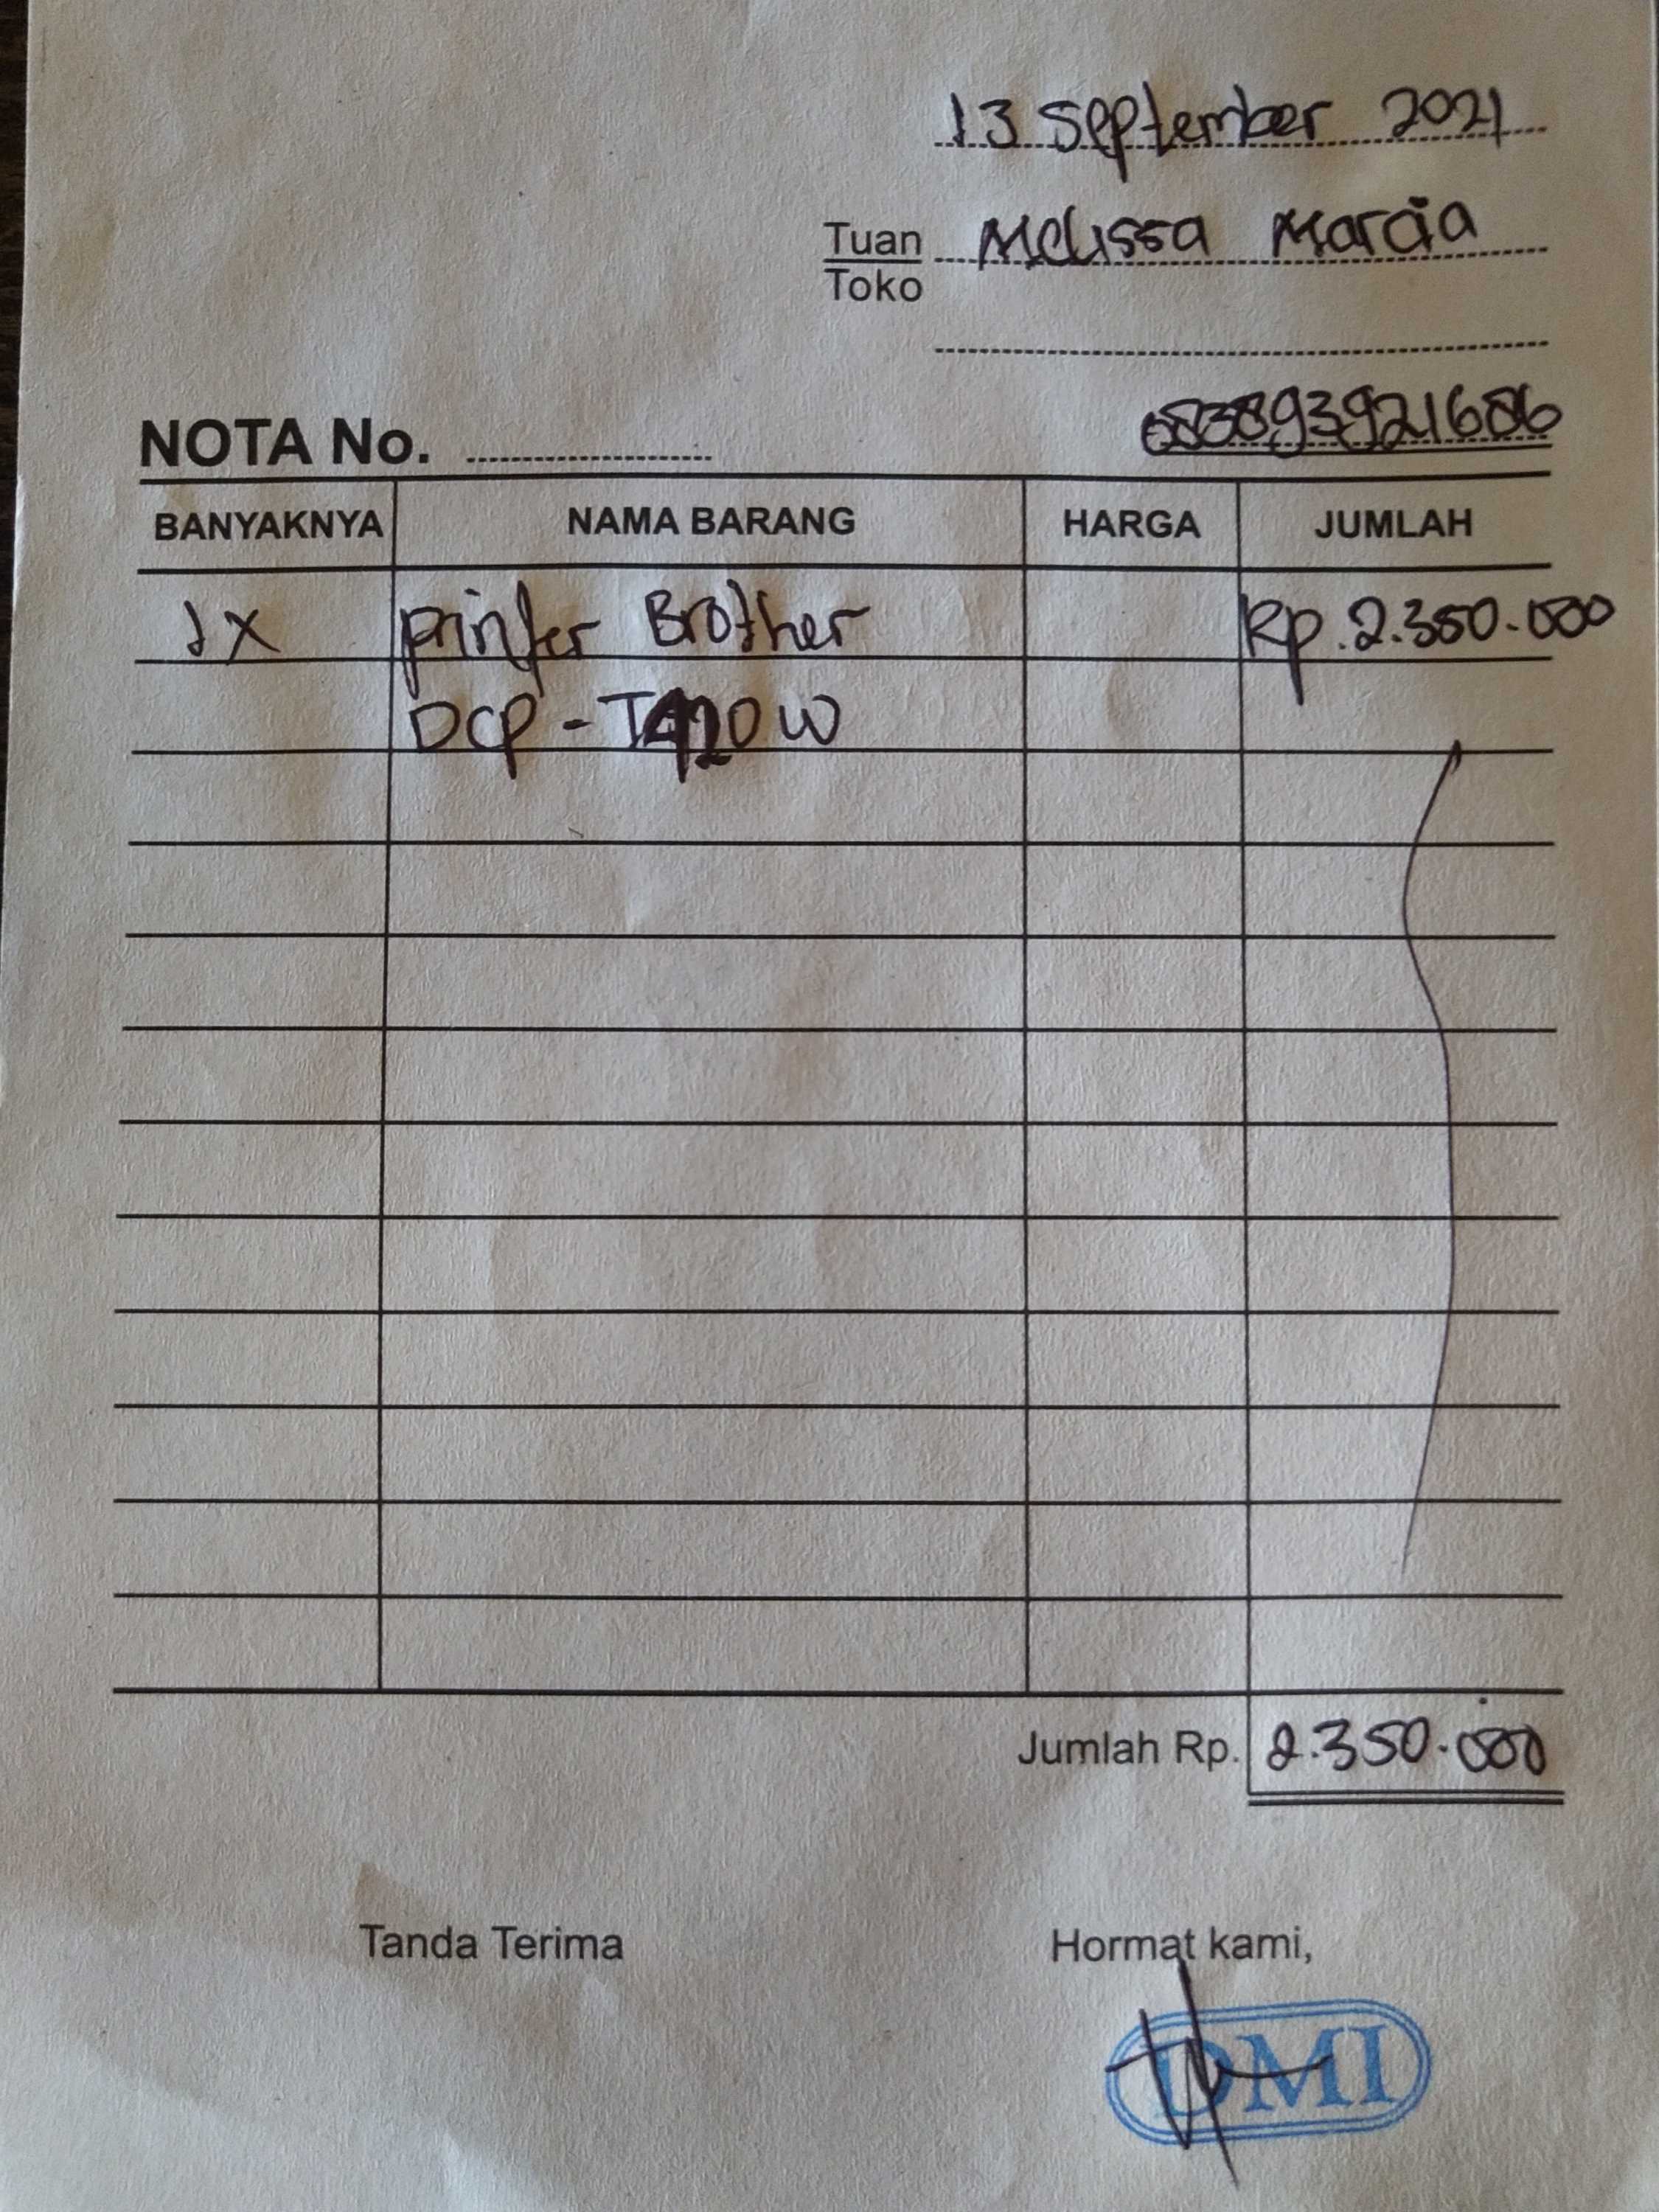 13 September 2021
Tuan Melissa Marcia
Toko
083893921686
NOTA No.
BANYAKNYA NAMA BARANG HARGA JUMLAH
1X printer Brother Rp.2.350.000
DCP-T420W
Jumlah Rp. 2.350.000
Tanda Terima Hormat kami,
DMI